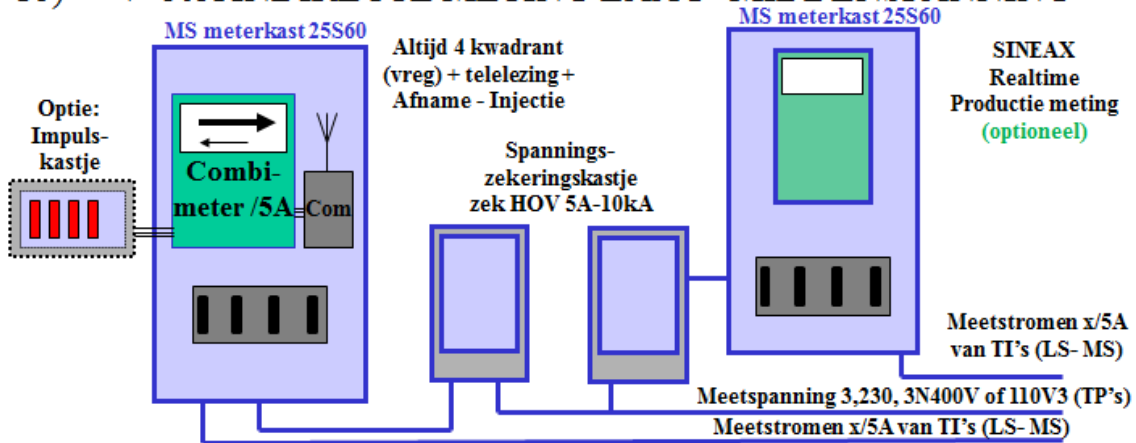 MS meterkast 25S60
MS meterkast 25S60
Altijd 4 kwadrant
(vreg) + telelezing +
Afname - Injectie
SINEAX
Realtime
Productie meting
(optioneel)
Optie:
Impuls-
kastje
Combi-
meter /5A
Com
Spannings-
zekeringskastje
zek HOV 5A-10kA
Meetstromen x/5A
van TI's (LS- MS)
Meetspanning 3,230, 3N400V of 110V3 (TP's)
Meetstromen x/5A van TI's (LS- MS)